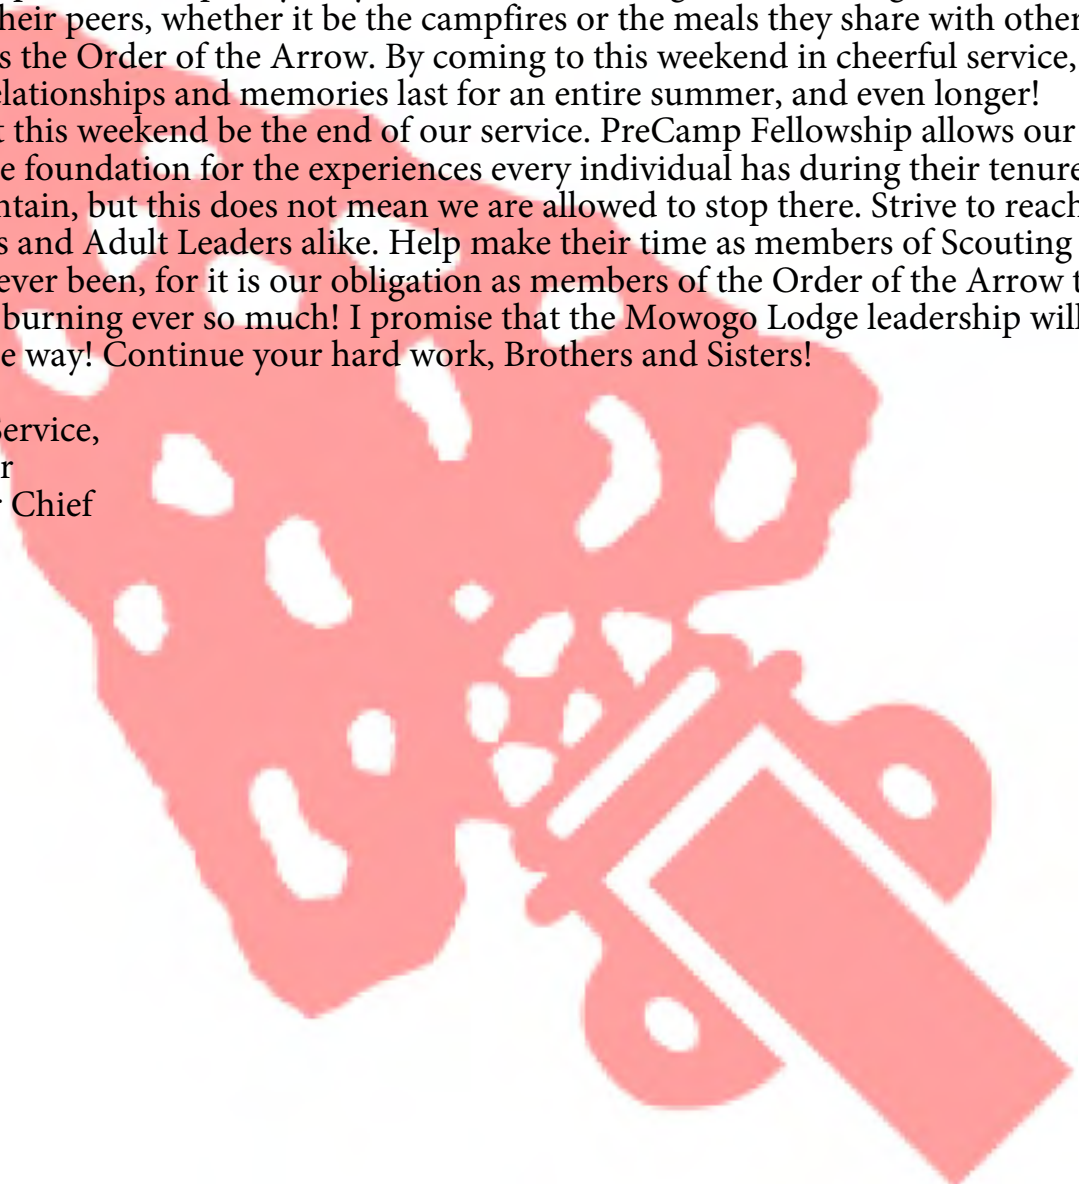 heir peers, whether it be the campfires or the meals they share with other
s the Order of the Arrow. By coming to this weekend in cheerful service,
elationships and memories last for an entire summer, and even longer!
t this weekend be the end of our service. PreCamp Fellowship allows our
e foundation for the experiences every individual has during their tenure
ntain, but this does not mean we are allowed to stop there. Strive to reach
s and Adult Leaders alike. Help make their time as members of Scouting
ever been, for it is our obligation as members of the Order of the Arrow t
burning ever so much! I promise that the Mowogo Lodge leadership will
e way! Continue your hard work, Brothers and Sisters!
Service,
r
Chief